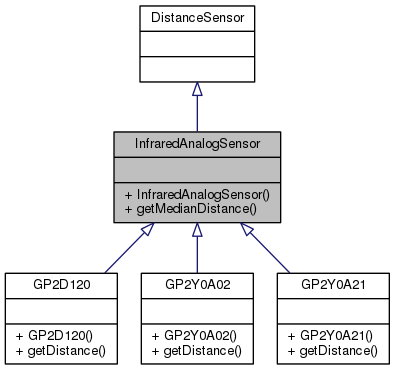 DistanceSensor
InfraredAnalogSensor
+ InfraredAnalogSensor()
+ getMedianDistance()
GP2D120
+ GP2D120()
+ getDistance()
GP2Y0A02
+ GP2Y0A02()
+ getDistance()
GP2Y0A21
+ GP2Y0A21()
+ getDistance()